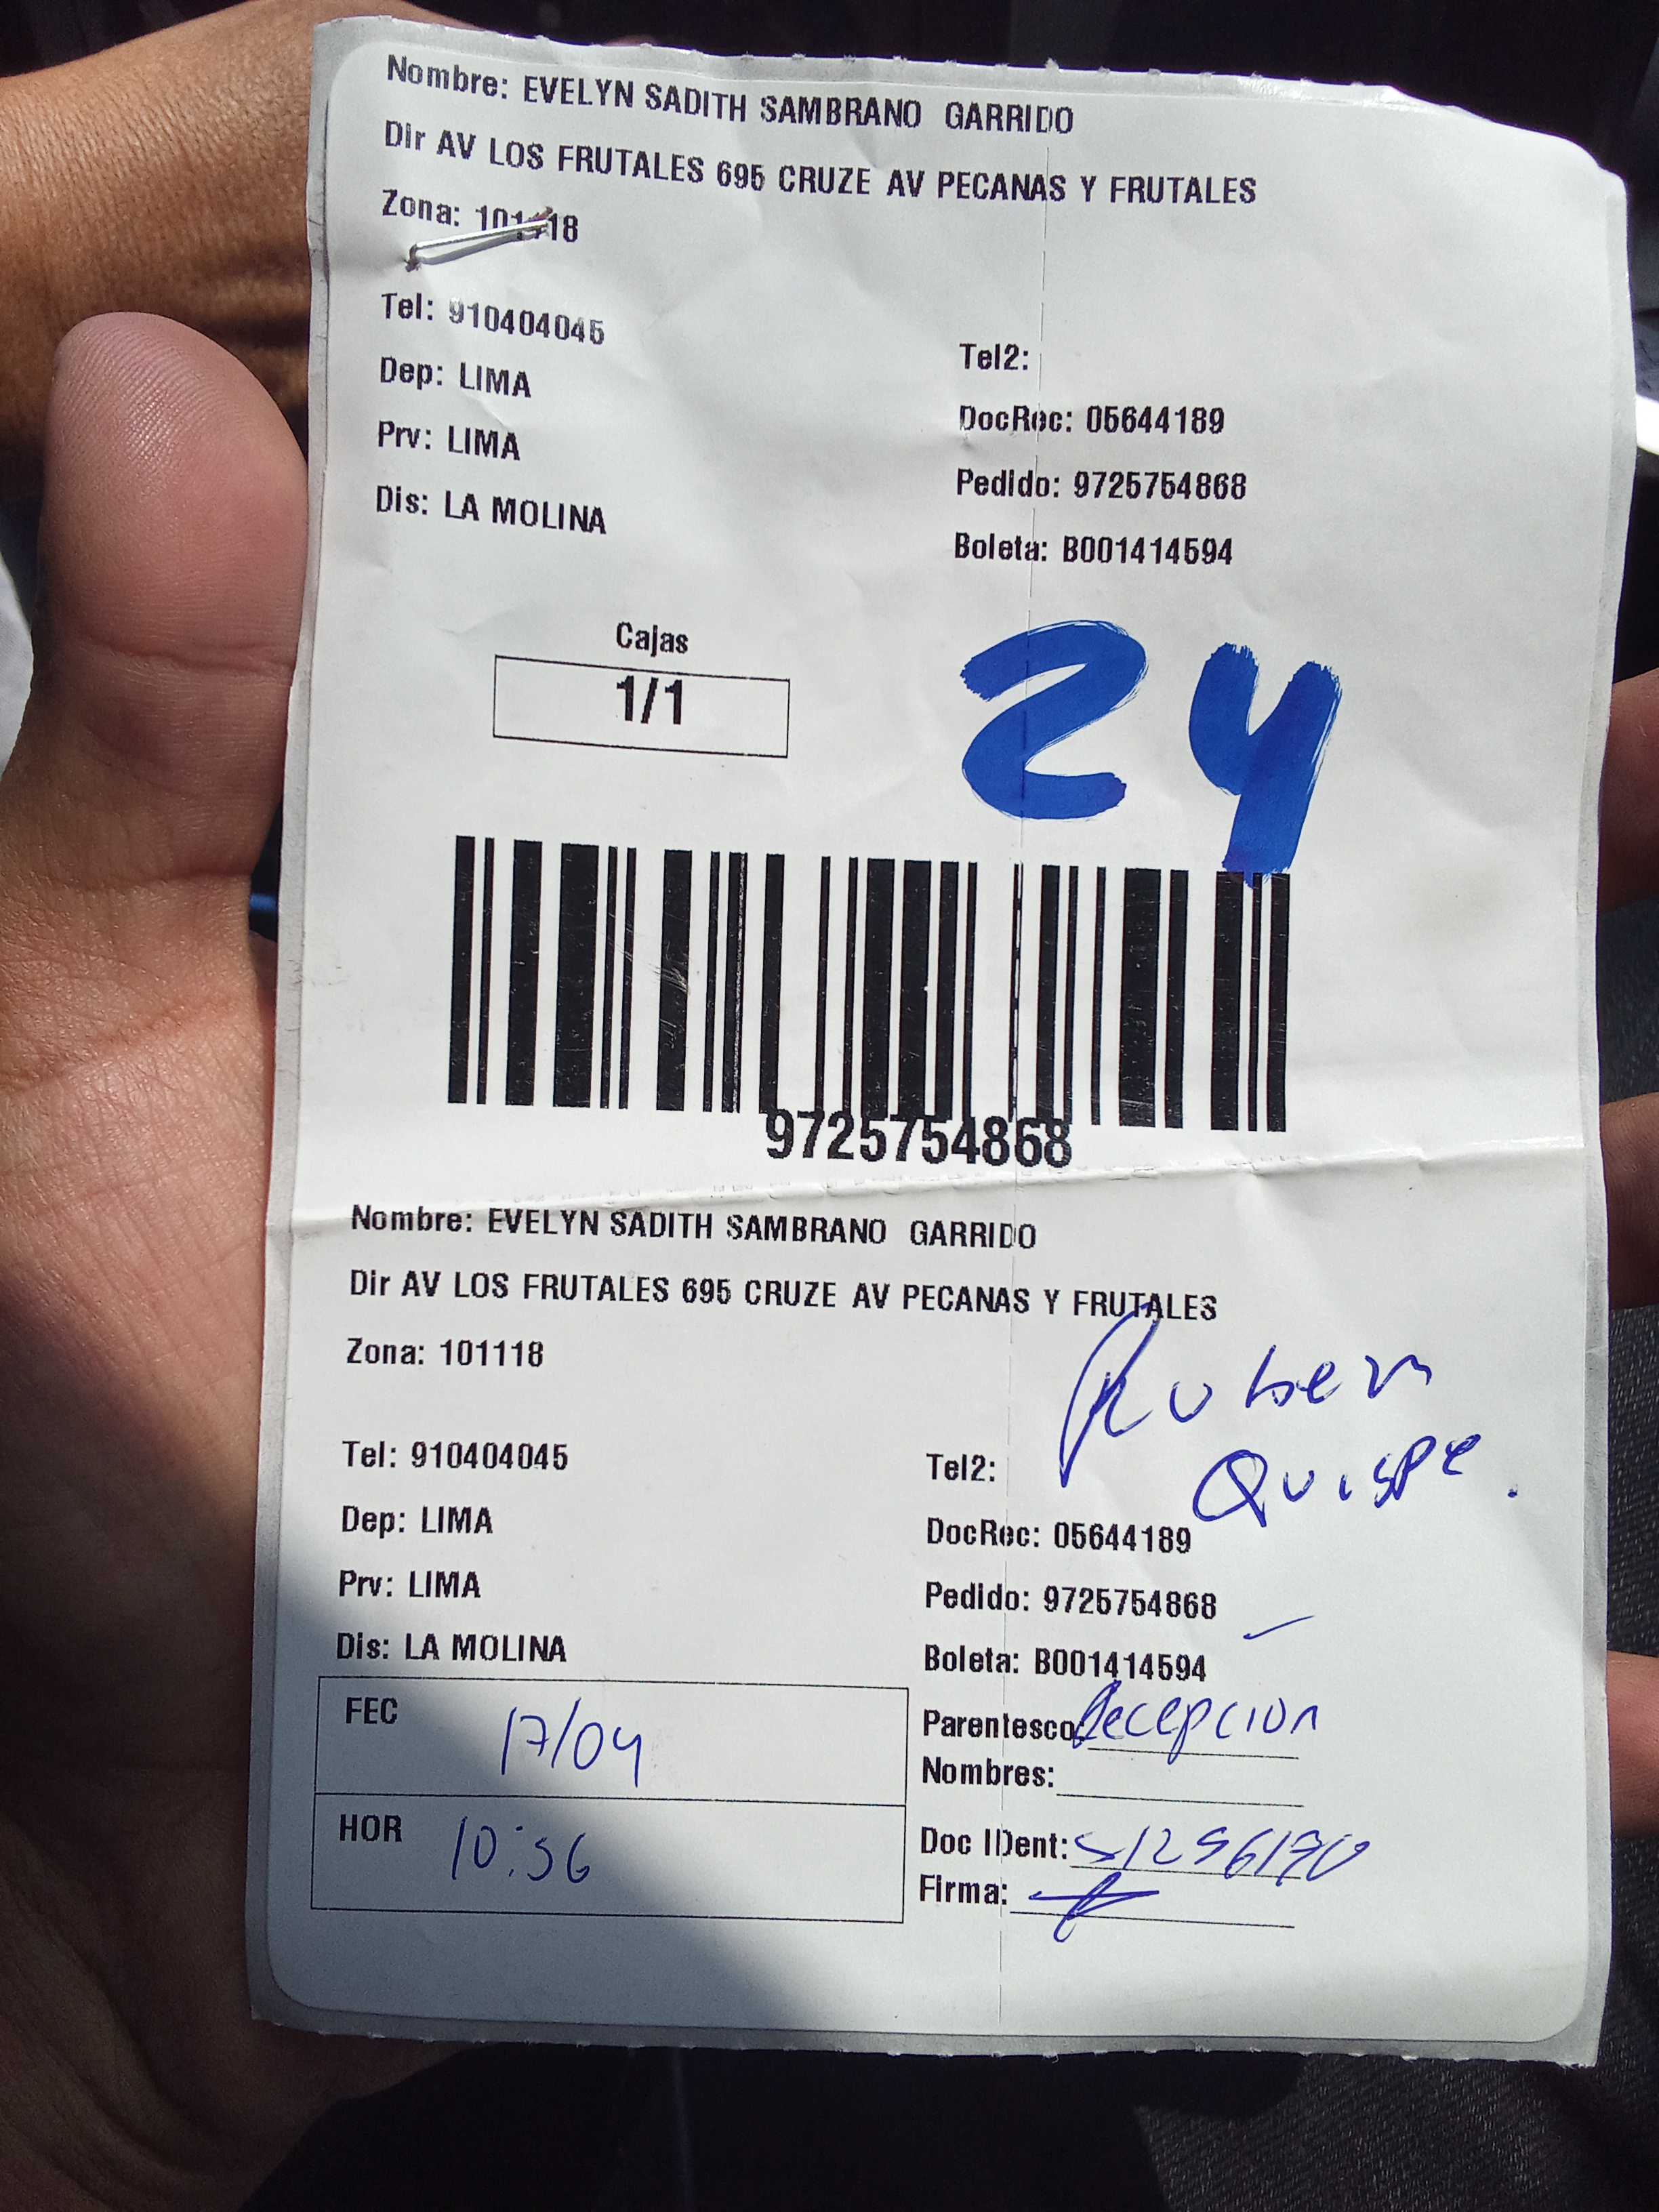 Nombre: EVELYN SADITH SAMBRANO GARRIDO
Dir AV LOS FRUTALES 695 CRUZE AV PECANAS Y FRUTALES
Zona: 101118
Tel: 910404045
Tel2:
Dep: LIMA
DocRec: 05644189
Prv: LIMA
Pedido: 9725754868
Dis: LA MOLINA
Boleta: B001414594
Cajas
1/1
24
9725754868
Nombre: EVELYN SADITH SAMBRANO GARRIDO
Dir AV LOS FRUTALES 695 CRUZE AV PECANAS Y FRUTALES
Zona: 101118
Ruben
Quispe.
Tel: 910404045
Tel2:
Dep: LIMA
DocRec: 05644189
Prv: LIMA
Pedido: 9725754868
Dis: LA MOLINA
Boleta: B001414594
FEC 17/04
Parentesco: Recepcion
Nombres:
HOR 10:36
Doc IDent:
Firma: